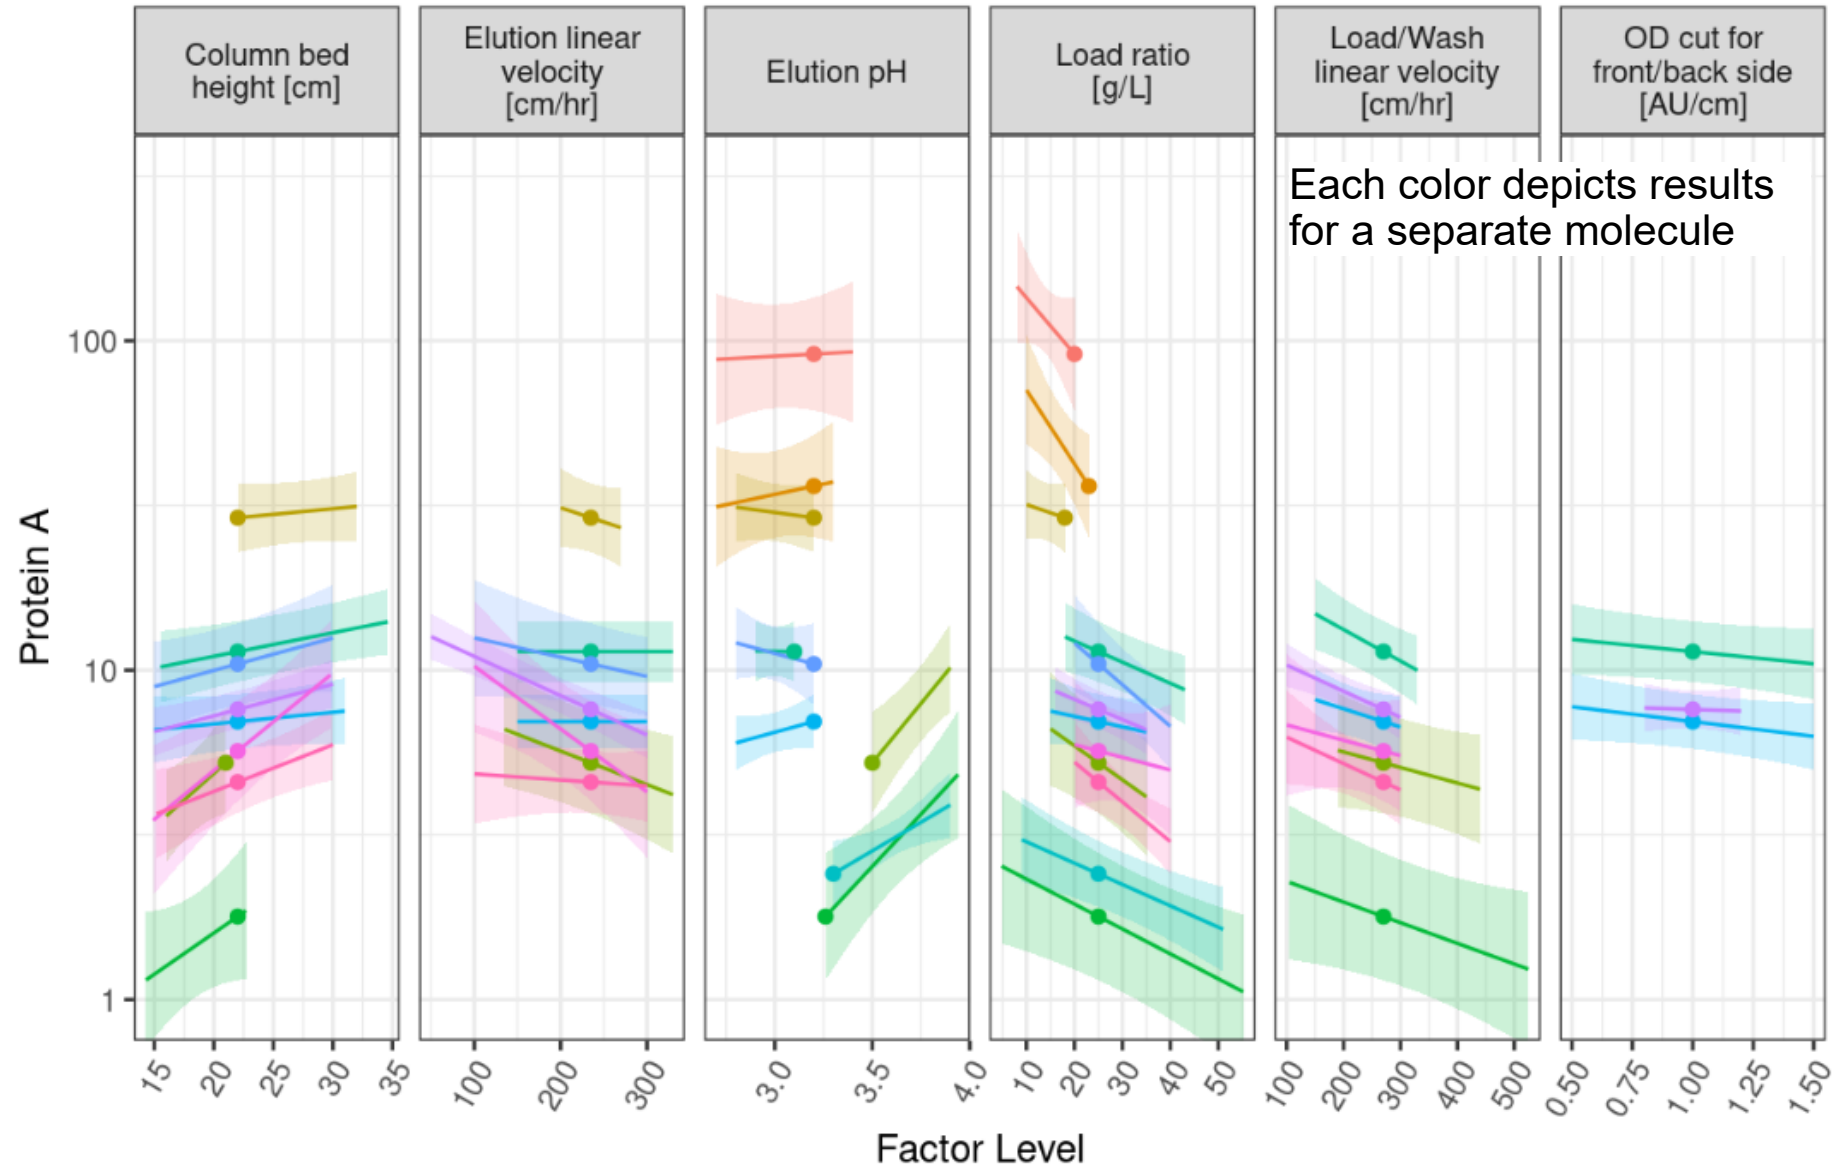 Column bed
height [cm]
Elution linear
velocity
[cm/hr]
Elution pH
Load ratio
[g/L]
Load/Wash
linear velocity
[cm/hr]
OD cut for
front/back side
[AU/cm]
Each color depicts results
for a separate molecule
Protein A
100
10
1
15 20 25 30 35
100 200 300
3.0 3.5 4.0
10 20 30 40 50
100 200 300 400 500
0.50 0.75 1.00 1.25 1.50
Factor Level